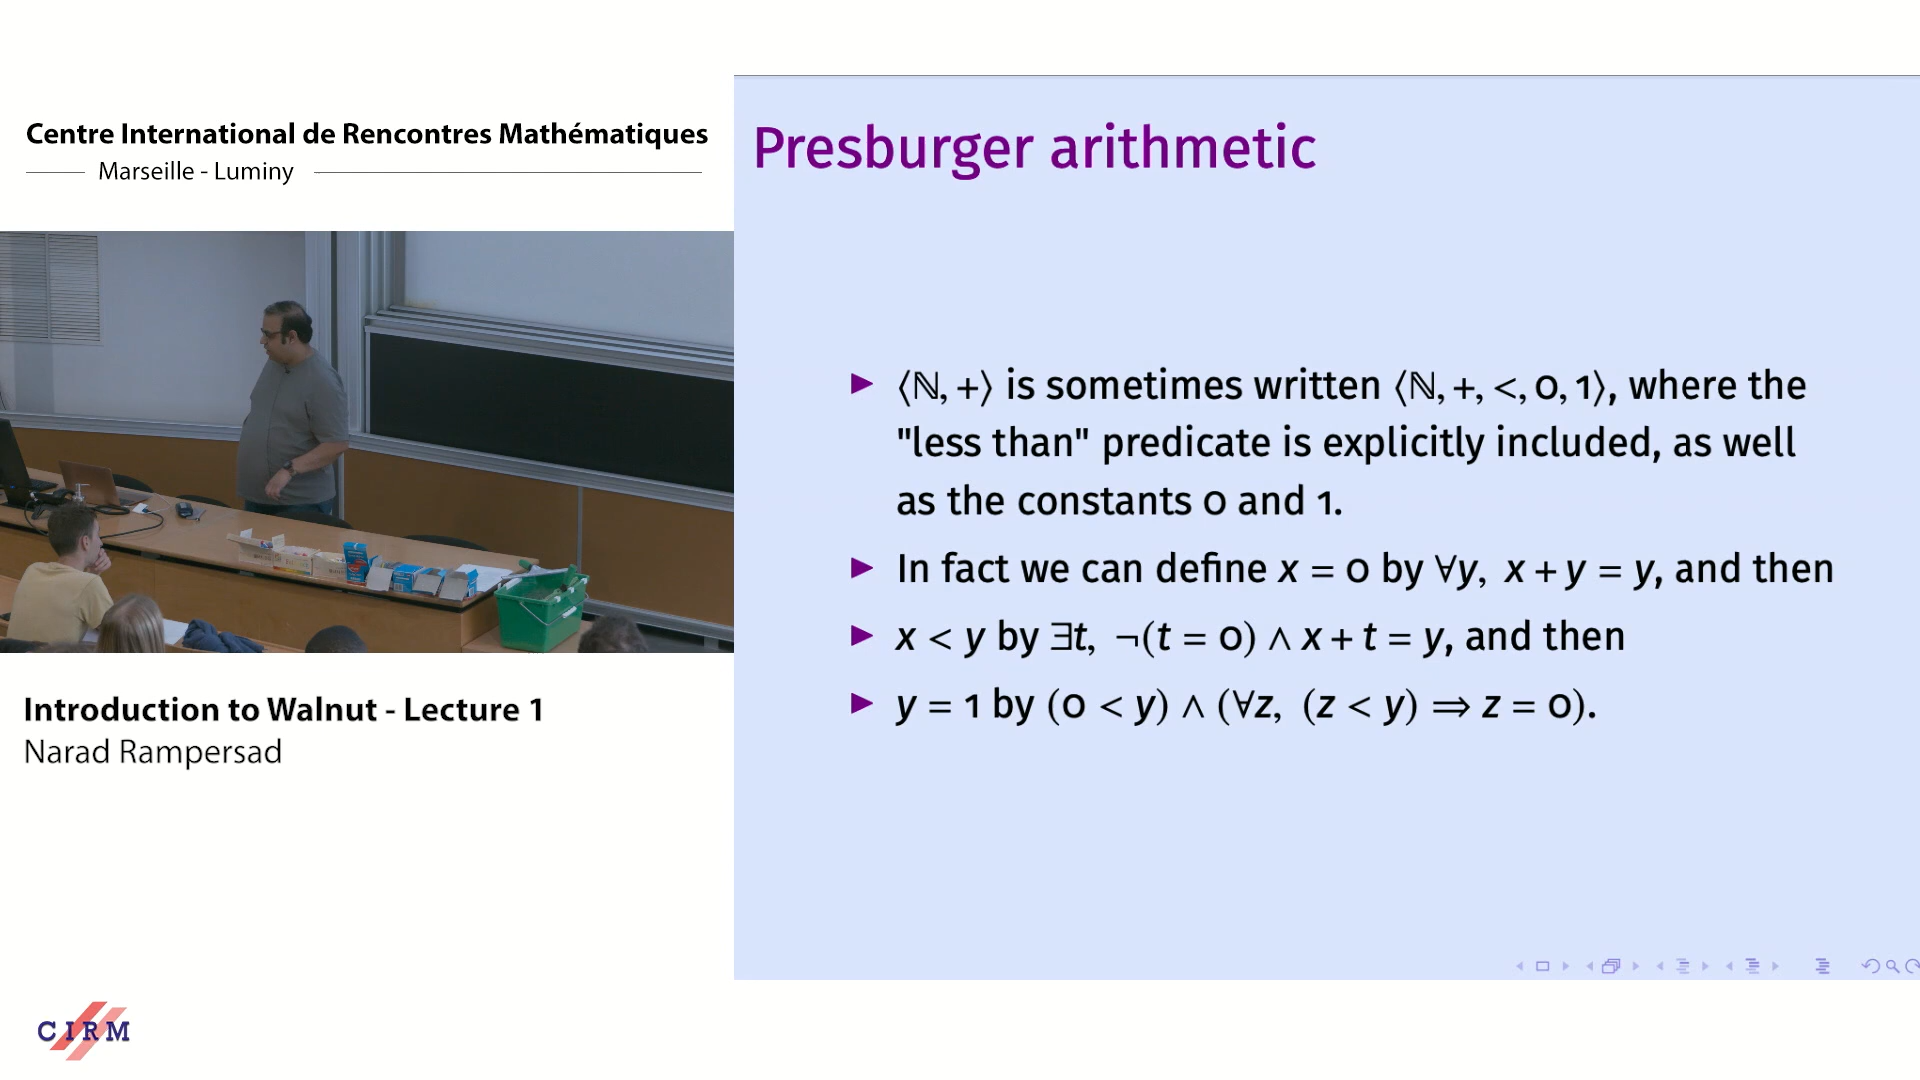 Centre International de Rencontres Mathématiques
Marseille - Luminy
Presburger arithmetic
▶ ⟨ℕ, +⟩ is sometimes written ⟨ℕ, +, <, 0, 1⟩, where the
"less than" predicate is explicitly included, as well
as the constants 0 and 1.
▶ In fact we can define x = 0 by ∀y, x + y = y, and then
▶ x < y by ∃t, ¬(t = 0) ∧ x + t = y, and then
▶ y = 1 by (0 < y) ∧ (∀z, (z < y) ⟹ z = 0).
Introduction to Walnut - Lecture 1
Narad Rampersad
CIRM